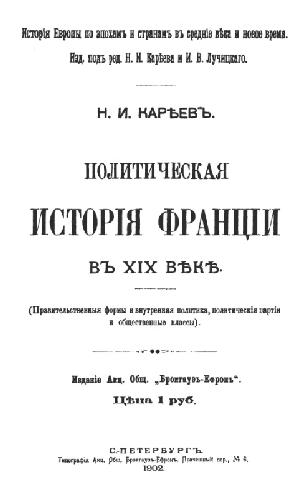 Исторія Европы по эпохамъ и странамъ въ средніе вѣка и новое время.
Изд. подъ ред. Н. И. Карѣева и И. В. Лучицкаго.
Н. И. КАРѢЕВЪ.
ПОЛИТИЧЕСКАЯ
ИСТОРІЯ ФРАНЦІИ
ВЪ XIX ВѢКѢ.
(Правительственныя формы и внутренняя политика, политическія партіи
и общественные классы).
Изданіе Акц. Общ. „Брокгаузъ-Ефронъ".
Цѣна 1 руб.
С.-ПЕТЕРБУРГЪ.
Типографія Акц. Общ. Брокгаузъ-Ефронъ. Прачешный пер., № 6.
1902.